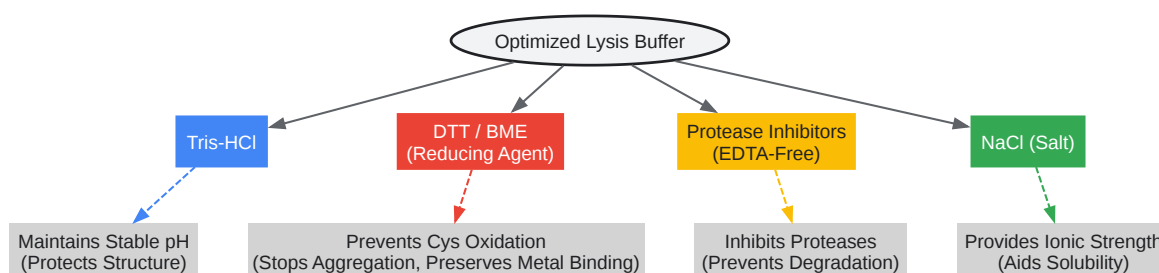 Optimized Lysis Buffer
Tris-HCl
DTT / BME
(Reducing Agent)
Protease Inhibitors
(EDTA-Free)
NaCl (Salt)
Maintains Stable pH
(Protects Structure)
Prevents Cys Oxidation
(Stops Aggregation, Preserves Metal Binding)
Inhibits Proteases
(Prevents Degradation)
Provides Ionic Strength
(Aids Solubility)